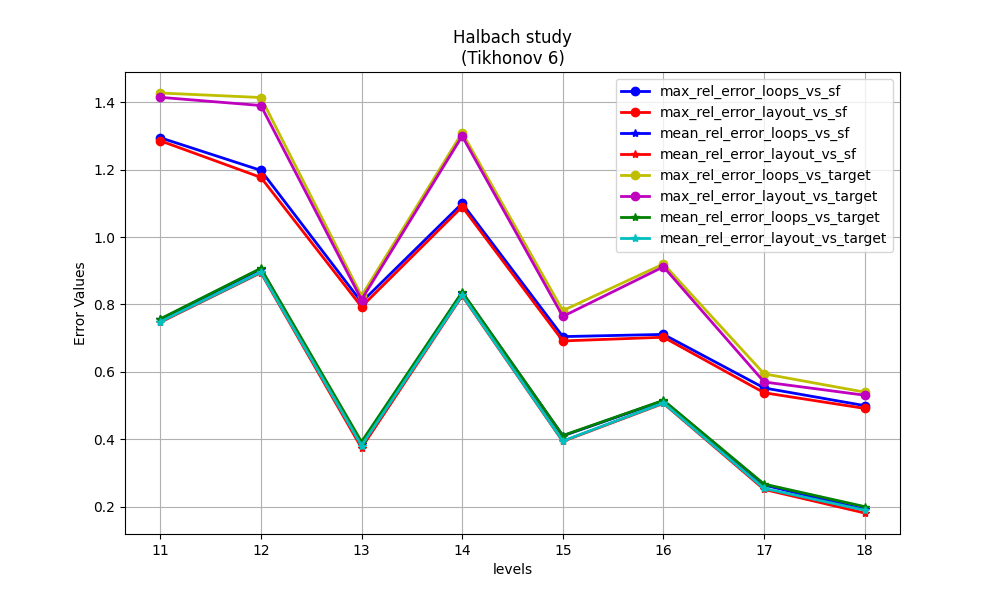 Halbach study
(Tikhonov 6)
max_rel_error_loops_vs_sf
max_rel_error_layout_vs_sf
mean_rel_error_loops_vs_sf
mean_rel_error_layout_vs_sf
max_rel_error_loops_vs_target
max_rel_error_layout_vs_target
mean_rel_error_loops_vs_target
mean_rel_error_layout_vs_target
Error Values
1.4
1.2
1.0
0.8
0.6
0.4
0.2
11 12 13 14 15 16 17 18
levels